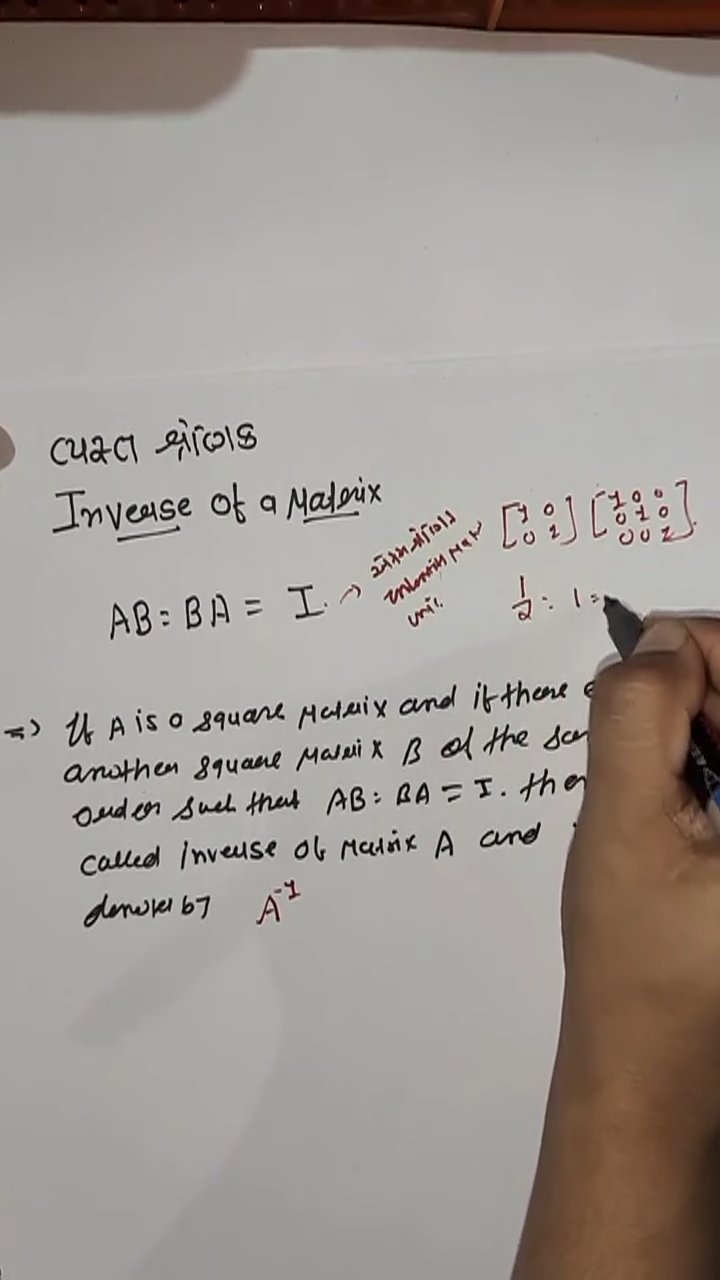 વ્યસ્ત શ્રેણિક
Inverse of a Matrix
AB = BA = I →
[1 0
0 1] [1 0 0
0 1 0
0 0 1]
1/2 : 1 =
=> If A is a square Matrix and if there
another square Matrix B of the
order such that AB = BA = I. then
called inverse of Matrix A and
denoted by A⁻¹